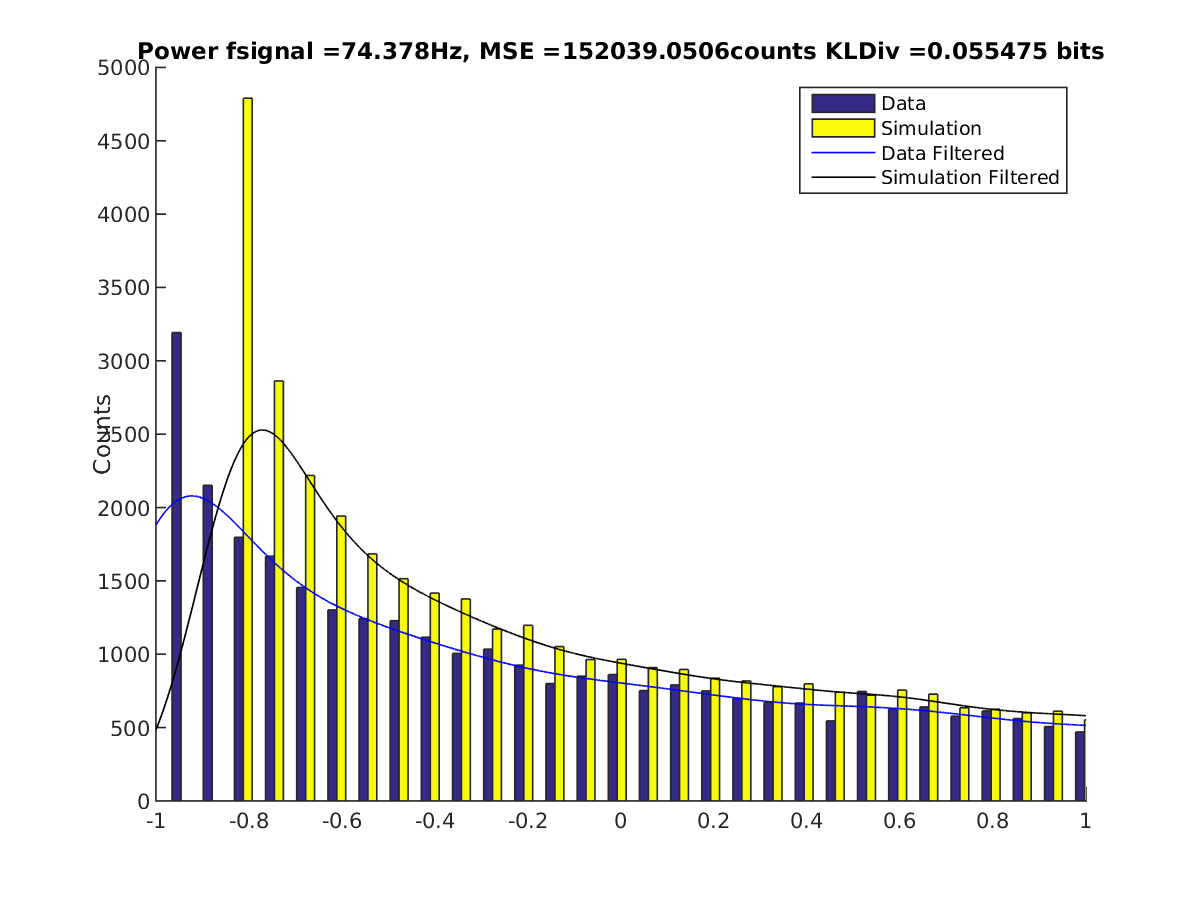 Power fsignal =74.378Hz, MSE =152039.0506counts KLDiv =0.055475 bits
5000
4500
4000
3500
3000
2500
2000
1500
1000
500
0
Counts
Data
Simulation
Data Filtered
Simulation Filtered
-1 -0.8 -0.6 -0.4 -0.2 0 0.2 0.4 0.6 0.8 1